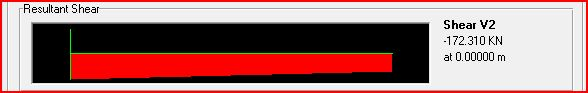 Resultant Shear
Shear V2
-172.310 KN
at 0.00000 m